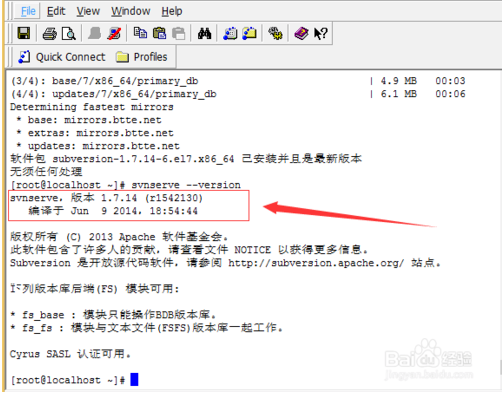 File Edit View Window Help
Quick Connect Profiles
(3/4): base/7/x86_64/primary_db | 4.9 MB 00:03
(4/4): updates/7/x86_64/primary_db | 6.1 MB 00:06
Determining fastest mirrors
* base: mirrors.btte.net
* extras: mirrors.btte.net
* updates: mirrors.btte.net
软件包 subversion-1.7.14-6.el7.x86_64 已安装并且是最新版本
无须任何处理
[root@localhost ~]# svnserve --version
svnserve，版本 1.7.14 (r1542130)
编译于 Jun 9 2014，18:54:44
版权所有 (C) 2013 Apache 软件基金会。
此软件包含了许多人的贡献，请查看文件 NOTICE 以获得更多信息。
Subversion 是开放源代码软件，请参阅 http://subversion.apache.org/ 站点。
下列版本库后端(FS) 模块可用:
* fs_base : 模块只能操作BDB版本库。
* fs_fs : 模块与文本文件(FSFS)版本库一起工作。
Cyrus SASL 认证可用。
[root@localhost ~]#
Baidu 经验
jingyan.baidu.com